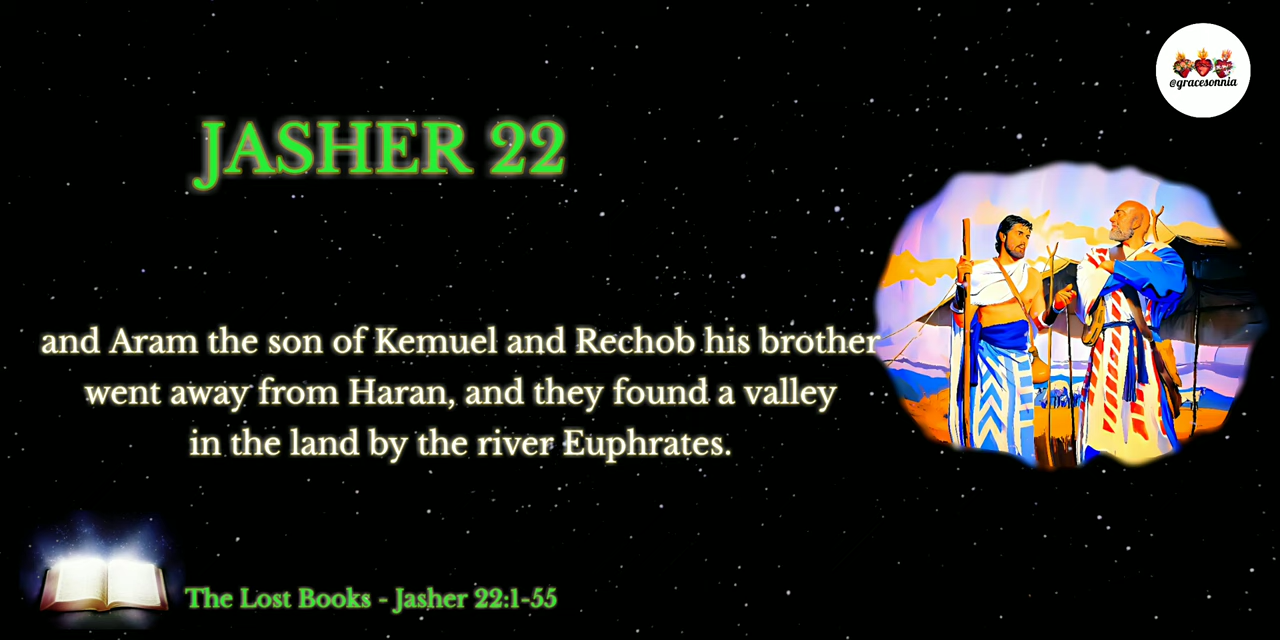 @gracesonnia
JASHER 22
and Aram the son of Kemuel and Rechob his brother
went away from Haran, and they found a valley
in the land by the river Euphrates.
The Lost Books - Jasher 22:1-55